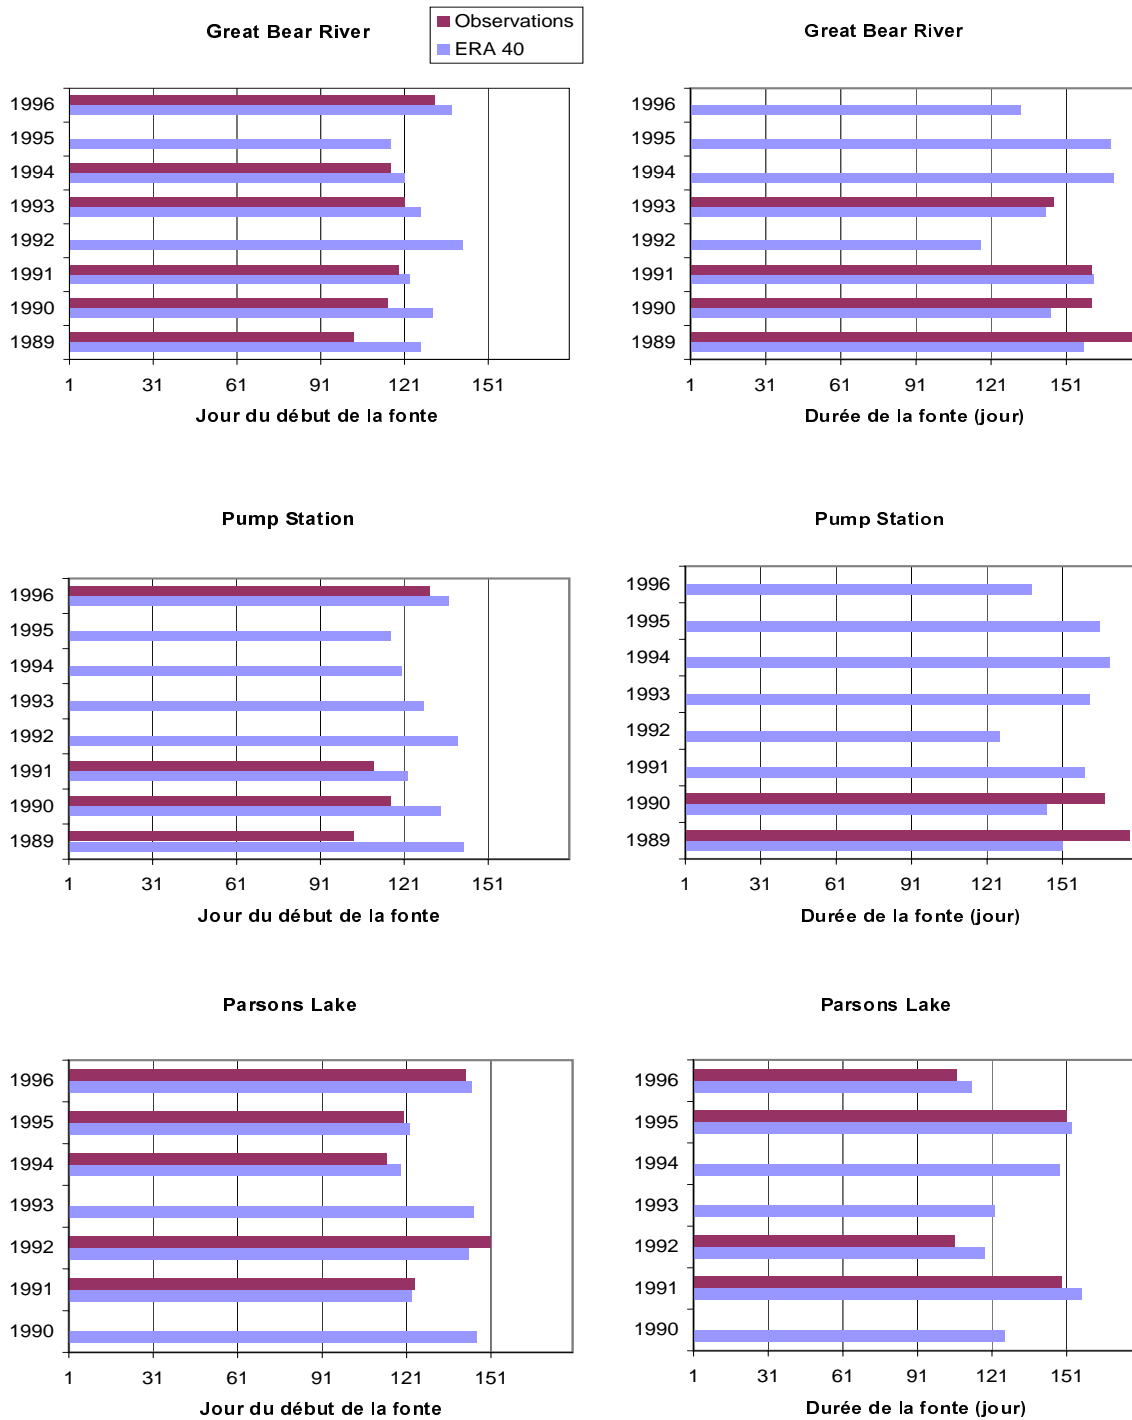 Great Bear River
Observations
ERA 40
1996
1995
1994
1993
1992
1991
1990
1989
1 31 61 91 121 151
Jour du début de la fonte
Great Bear River
1996
1995
1994
1993
1992
1991
1990
1989
1 31 61 91 121 151
Durée de la fonte (jour)
Pump Station
1996
1995
1994
1993
1992
1991
1990
1989
1 31 61 91 121 151
Jour du début de la fonte
Pump Station
1996
1995
1994
1993
1992
1991
1990
1989
1 31 61 91 121 151
Durée de la fonte (jour)
Parsons Lake
1996
1995
1994
1993
1992
1991
1990
1 31 61 91 121 151
Jour du début de la fonte
Parsons Lake
1996
1995
1994
1993
1992
1991
1990
1 31 61 91 121 151
Durée de la fonte (jour)